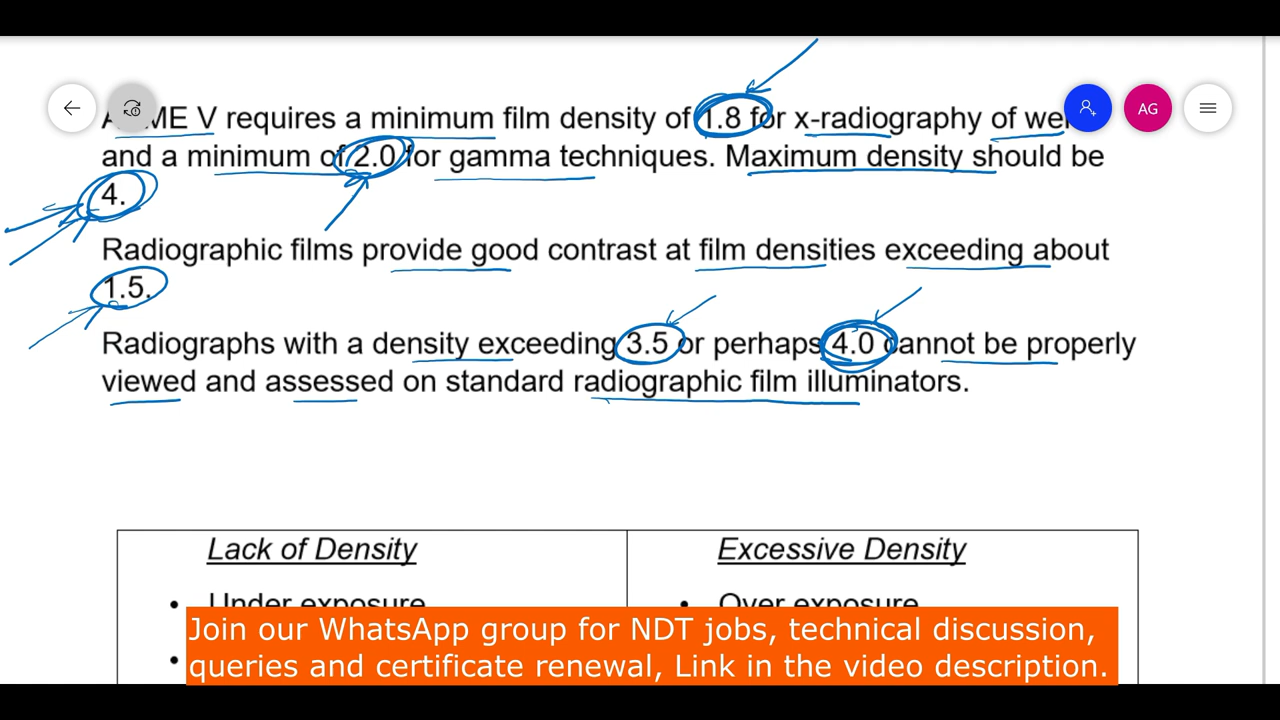 AG
requires a minimum film density of 1.8 for x-radiography of
and a minimum of 2.0 for gamma techniques. Maximum density should be
4.
Radiographic films provide good contrast at film densities exceeding about
1.5.
Radiographs with a density exceeding 3.5 or perhaps 4.0 cannot be properly
viewed and assessed on standard radiographic film illuminators.
Lack of Density
Excessive Density
• Under exposure
• Over exposure
•
Join our WhatsApp group for NDT jobs, technical discussion,
queries and certificate renewal, Link in the video description.